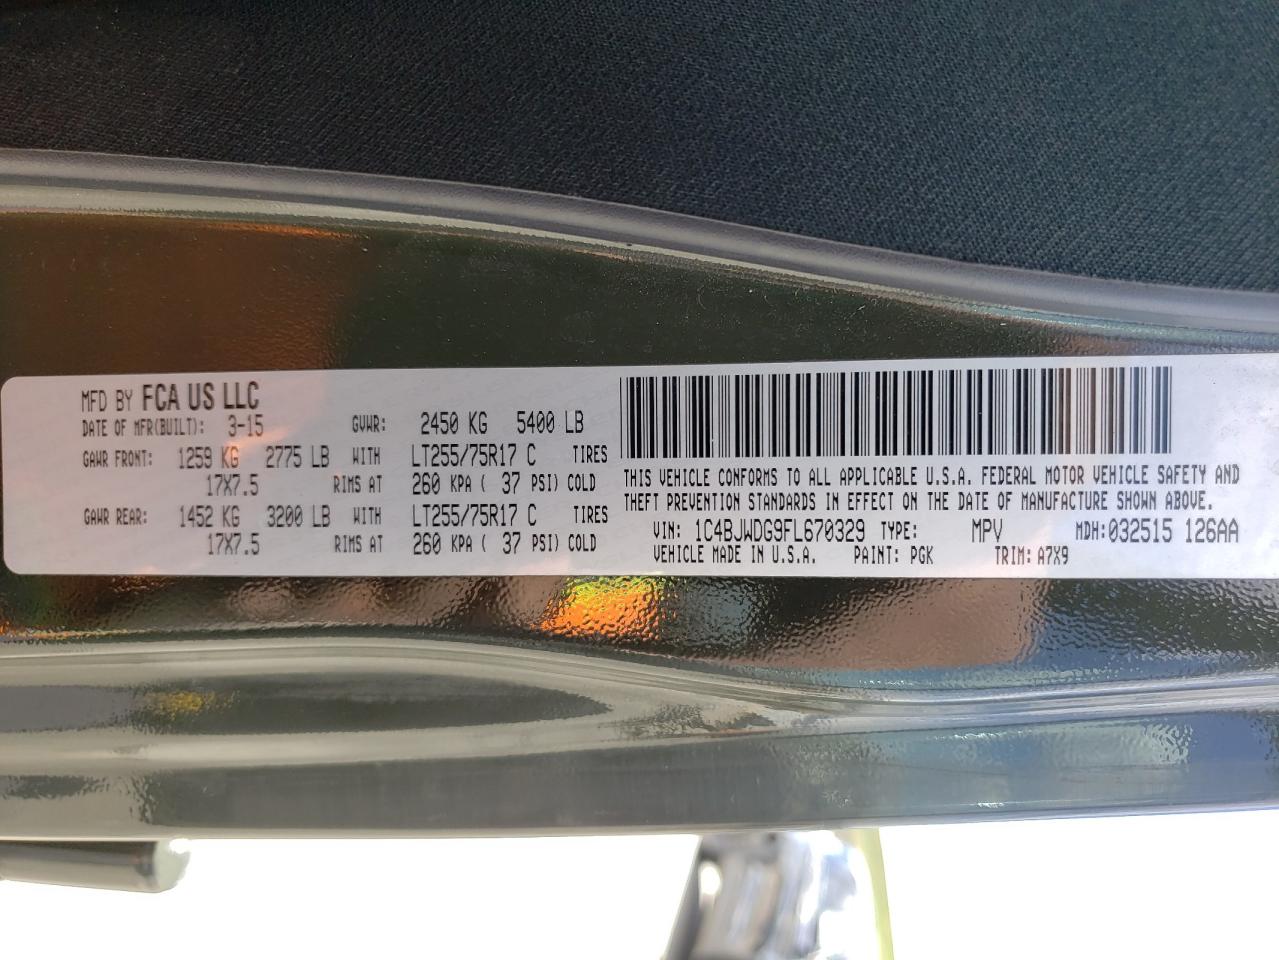 MFD BY FCA US LLC
DATE OF MFR(BUILT): 3-15 GVWR: 2450 KG 5400 LB
GAWR FRONT: 1259 KG 2775 LB WITH LT255/75R17 C TIRES
17X7.5 RIMS AT 260 KPA ( 37 PSI) COLD
GAWR REAR: 1452 KG 3200 LB WITH LT255/75R17 C TIRES
17X7.5 RIMS AT 260 KPA ( 37 PSI) COLD
THIS VEHICLE CONFORMS TO ALL APPLICABLE U.S.A. FEDERAL MOTOR VEHICLE SAFETY AND
THEFT PREVENTION STANDARDS IN EFFECT ON THE DATE OF MANUFACTURE SHOWN ABOVE.
VIN: 1C4BJWDG9FL670329 TYPE: MPV MDH:032515 126AA
VEHICLE MADE IN U.S.A. PAINT: PGK TRIM: A7X9